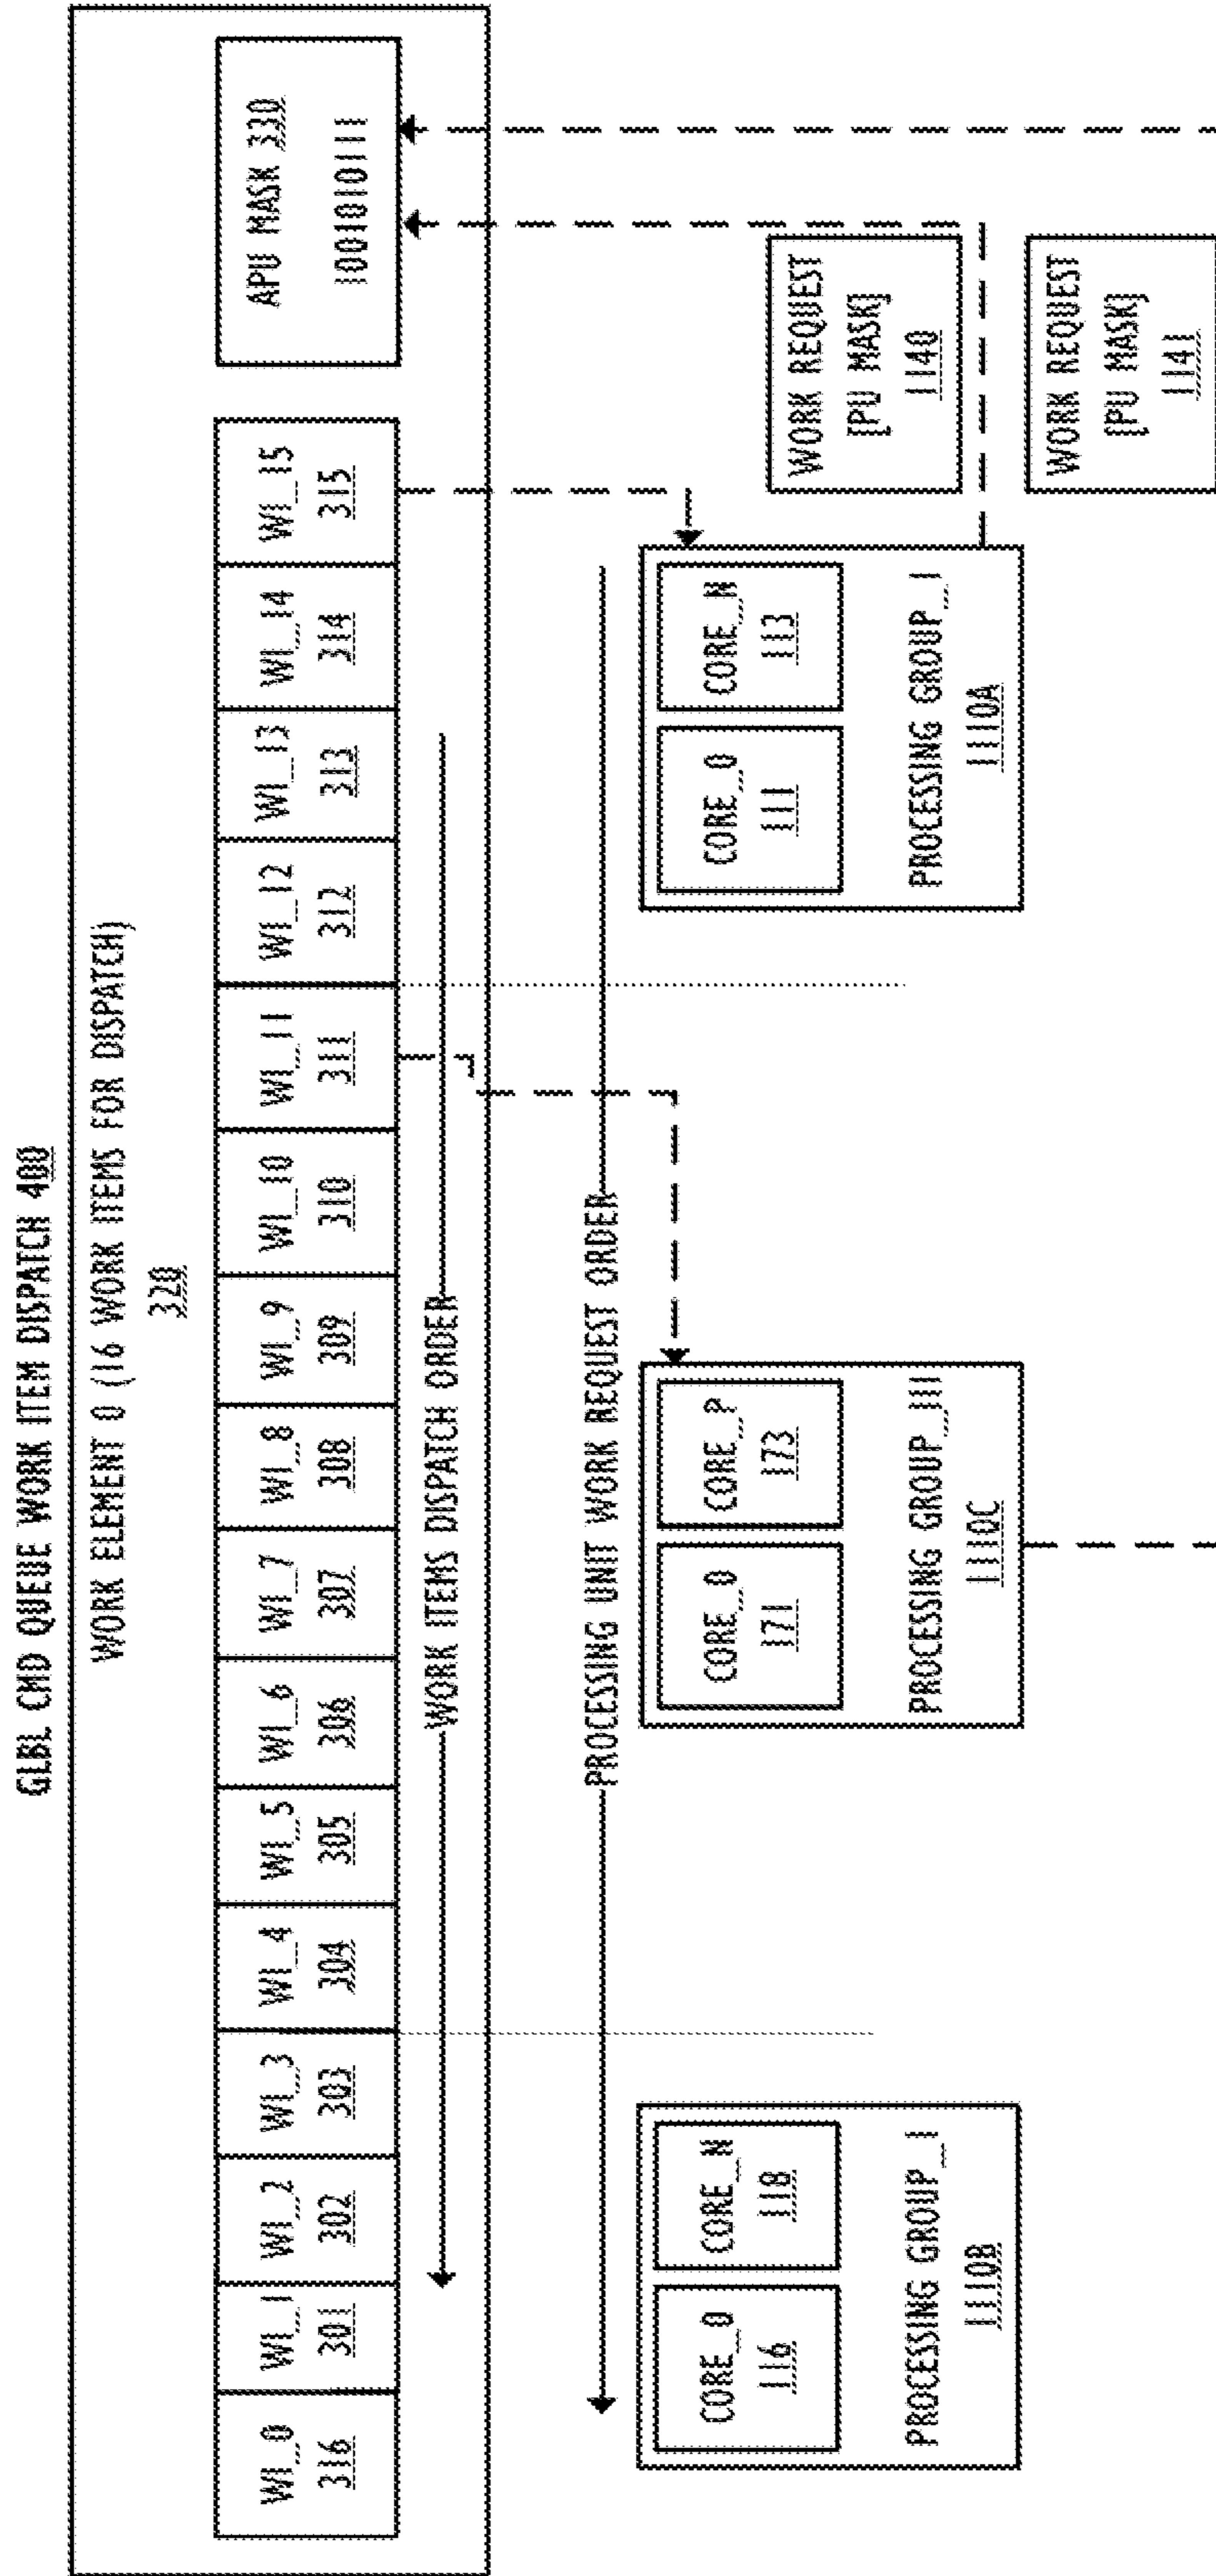 GLBL CMD QUEUE WORK ITEM DISPATCH 400
WORK ELEMENT 0 (16 WORK ITEMS FOR DISPATCH)
320
WI_0
316
WI_1
301
WI_2
302
WI_3
303
WI_4
304
WI_5
305
WI_6
306
WI_7
307
WI_8
308
WI_9
309
WI_10
310
WI_11
311
WI_12
312
WI_13
313
WI_14
314
WI_15
315
APU MASK 330
1001010111
WORK ITEMS DISPATCH ORDER
PROCESSING UNIT WORK REQUEST ORDER
CORE_0
116
CORE_N
118
PROCESSING GROUP_I
1110B
CORE_0
171
CORE_P
173
PROCESSING GROUP_III
1110C
CORE_0
111
CORE_N
113
PROCESSING GROUP_I
1110A
WORK REQUEST
[PU MASK]
1140
WORK REQUEST
[PU MASK]
1141